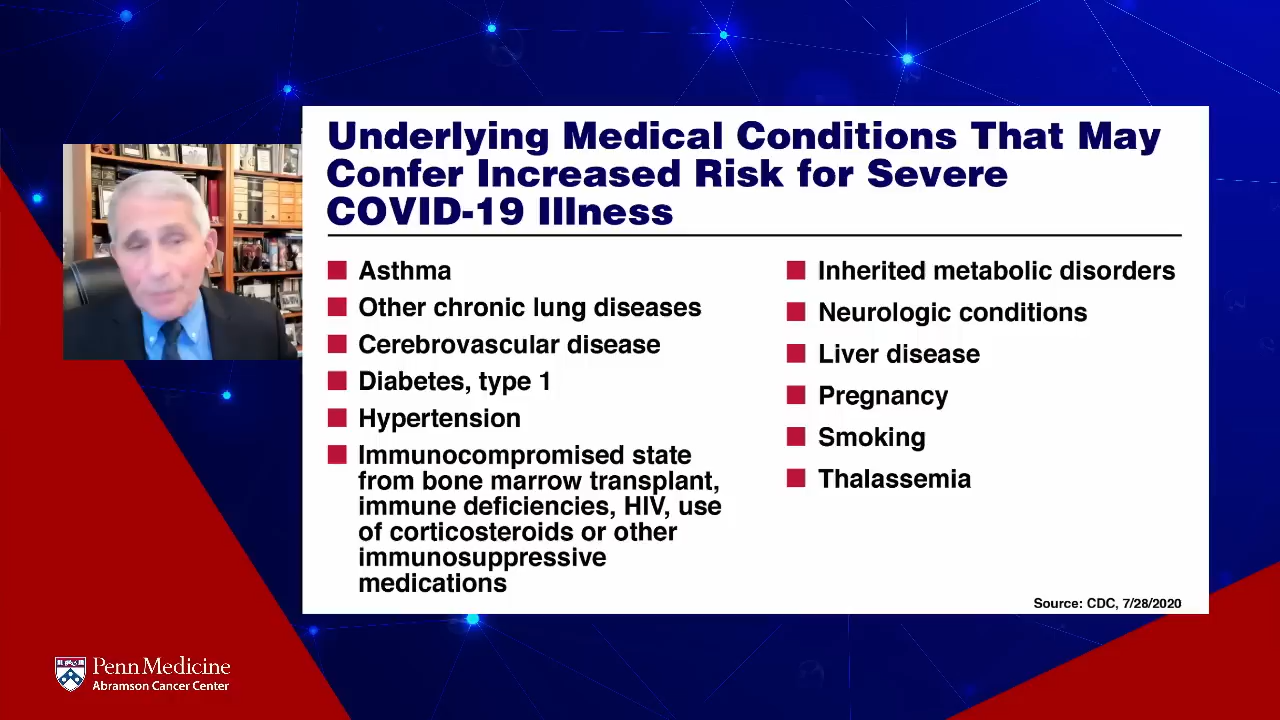 Underlying Medical Conditions That May
Confer Increased Risk for Severe
COVID-19 Illness
Asthma
Other chronic lung diseases
Cerebrovascular disease
Diabetes, type 1
Hypertension
Immunocompromised state
from bone marrow transplant,
immune deficiencies, HIV, use
of corticosteroids or other
immunosuppressive
medications
Inherited metabolic disorders
Neurologic conditions
Liver disease
Pregnancy
Smoking
Thalassemia
Source: CDC, 7/28/2020
Penn Medicine
Abramson Cancer Center